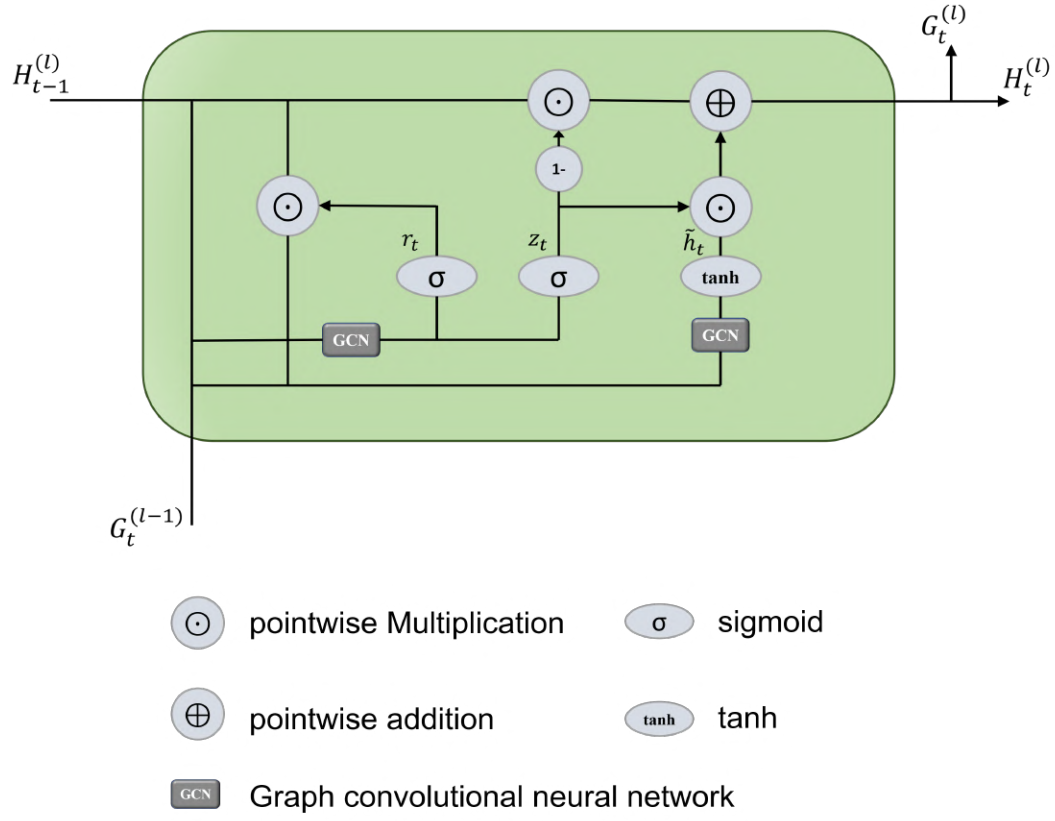 G_t^{(l)}
H_{t-1}^{(l)}
H_t^{(l)}
⊙
⊕
1-
⊙
⊙
r_t
z_t
h̃_t
σ
σ
tanh
GCN
GCN
G_t^{(l-1)}
⊙ pointwise Multiplication
σ sigmoid
⊕ pointwise addition
tanh tanh
GCN Graph convolutional neural network